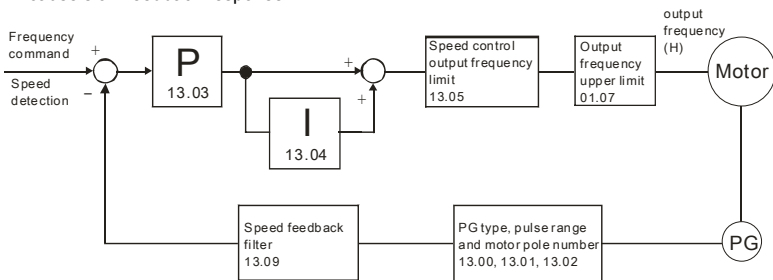 Frequency
command
Speed
detection
+
−
P
13.03
I
13.04
+
+
Speed control
output frequency
limit
13.05
Output
frequency
upper limit
01.07
output
frequency
(H)
Motor
PG
PG type, pulse range
and motor pole number
13.00, 13.01, 13.02
Speed feedback
filter
13.09